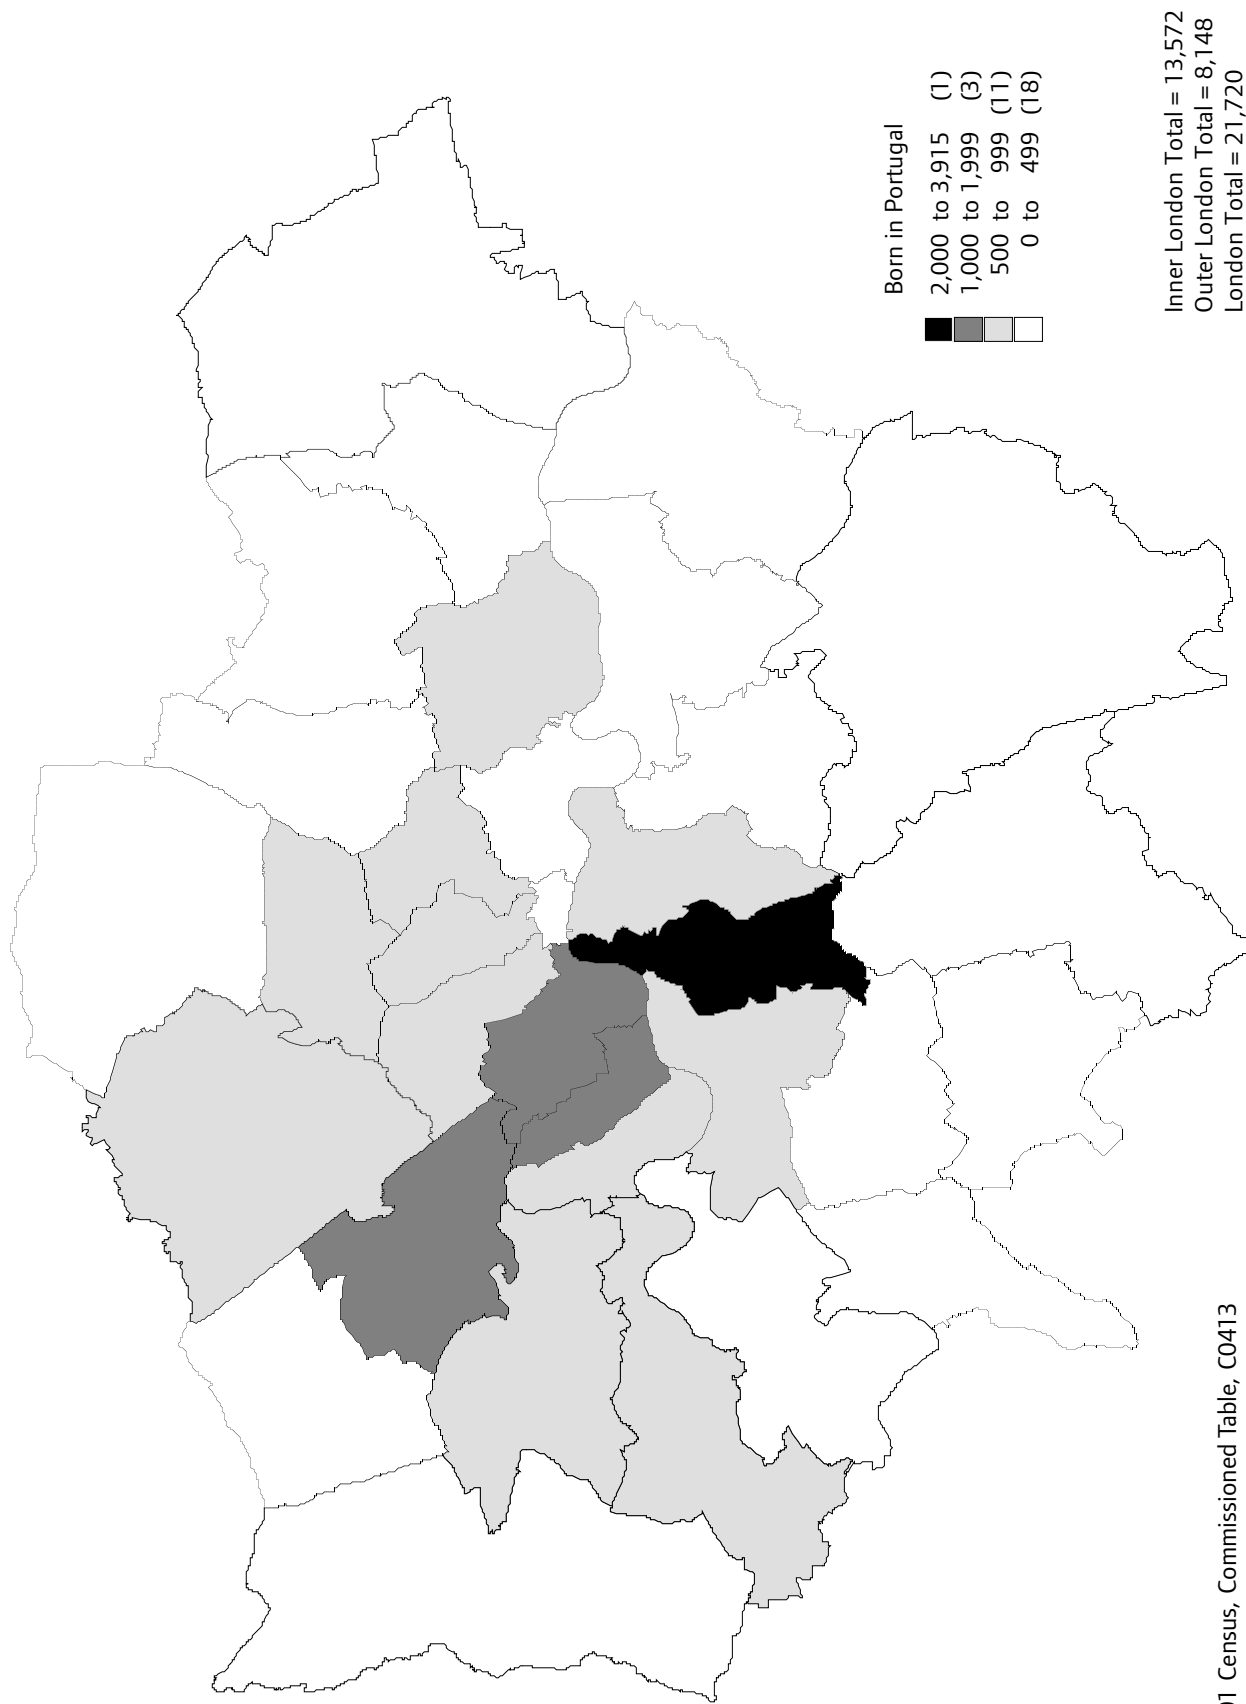 Born in Portugal
2,000 to 3,915 (1)
1,000 to 1,999 (3)
500 to 999 (11)
0 to 499 (18)
Inner London Total = 13,572
Outer London Total = 8,148
London Total = 21,720
01 Census, Commissioned Table, C0413